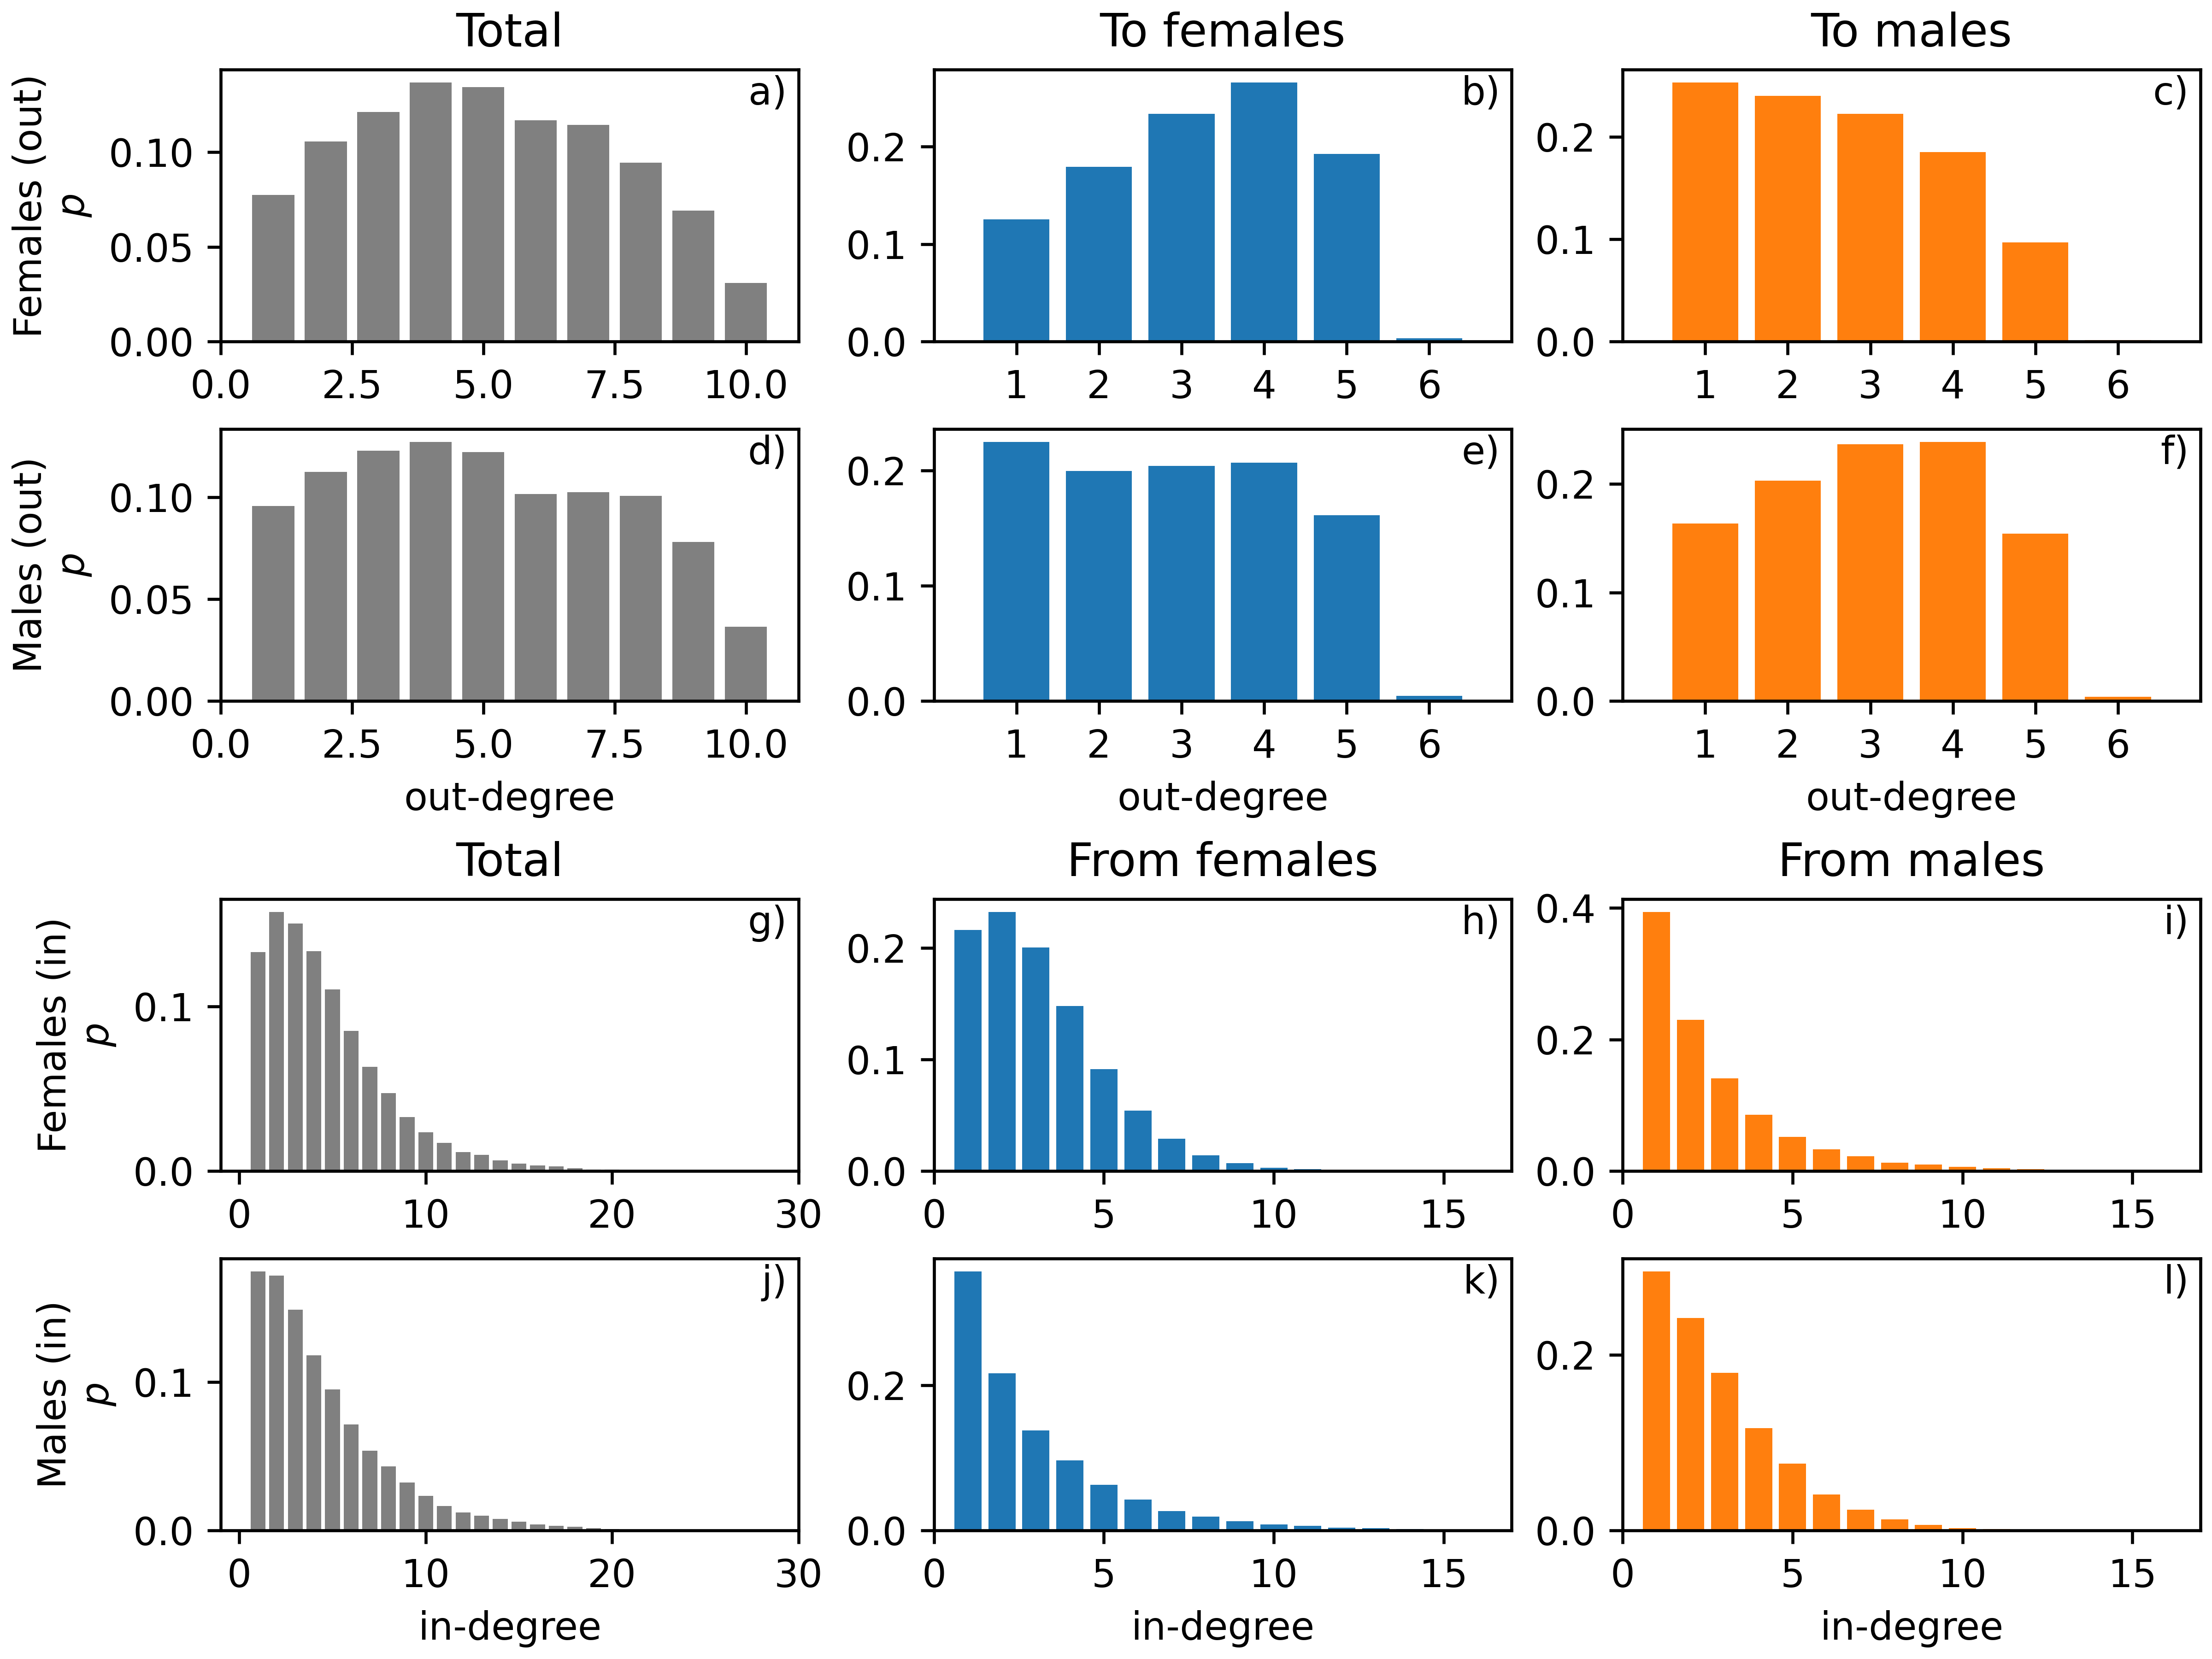 Total To females To males
Females (out)
p
a) b) c)
0.10 0.2 0.2
0.05 0.1 0.1
0.00 0.0 0.0
0.0 2.5 5.0 7.5 10.0 1 2 3 4 5 6 1 2 3 4 5 6
Males (out)
p
d) e) f)
0.10 0.2 0.2
0.05 0.1 0.1
0.00 0.0 0.0
0.0 2.5 5.0 7.5 10.0 1 2 3 4 5 6 1 2 3 4 5 6
out-degree out-degree out-degree
Total From females From males
Females (in)
p
g) h) i)
0.1 0.2 0.4
0.0 0.1 0.2
0.0 0.0
0 10 20 30 0 5 10 15 0 5 10 15
Males (in)
p
j) k) l)
0.1 0.2 0.2
0.0 0.0 0.0
0 10 20 30 0 5 10 15 0 5 10 15
in-degree in-degree in-degree